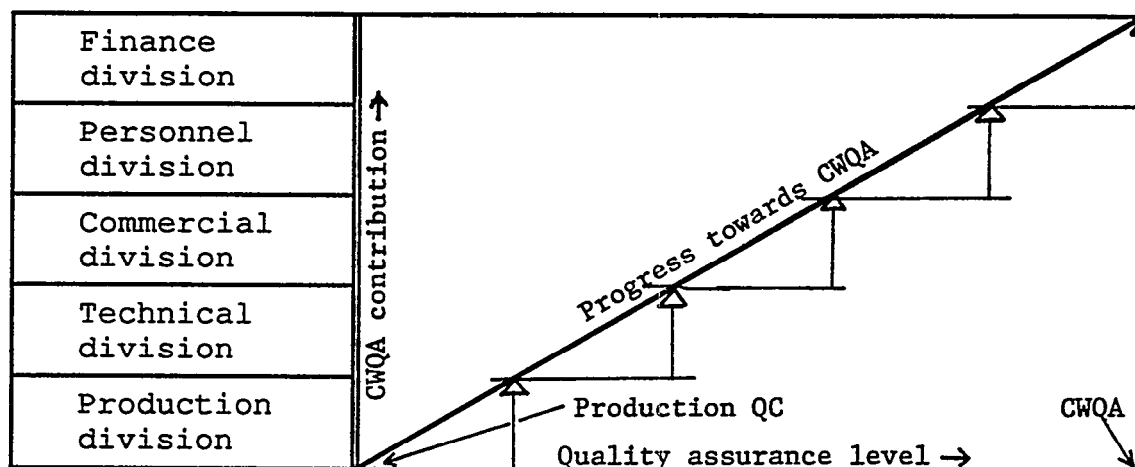 Finance
division
Personnel
division
Commercial
division
Technical
division
Production
division
CWQA contribution →
Progress towards CWQA
Production QC
CWQA
Quality assurance level →